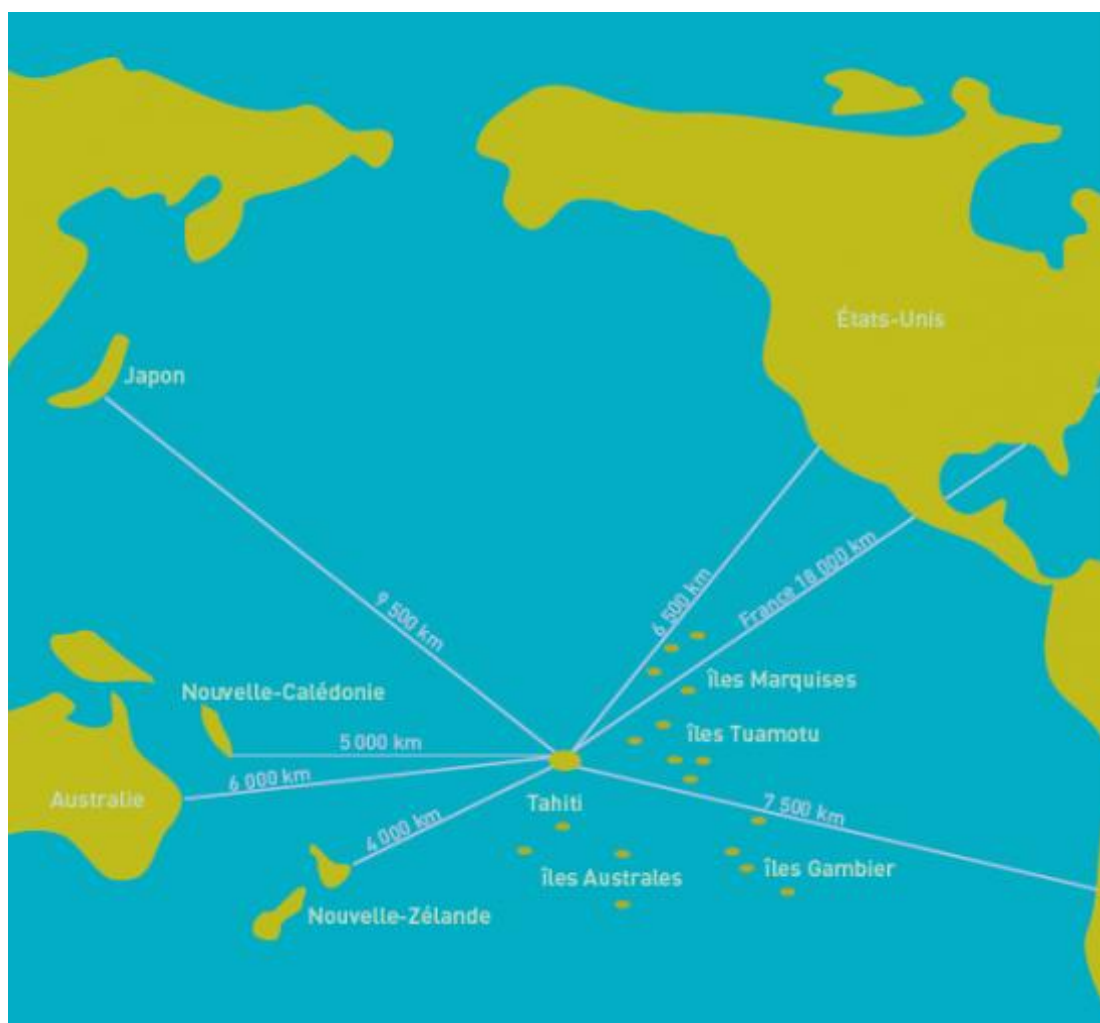 États-Unis
Japon
9 500 km
6 500 km
France 18 000 km
îles Marquises
Nouvelle-Calédonie
îles Tuamotu
5 000 km
6 000 km
Australie
Tahiti
7 500 km
4 000 km
îles Gambier
îles Australes
Nouvelle-Zélande